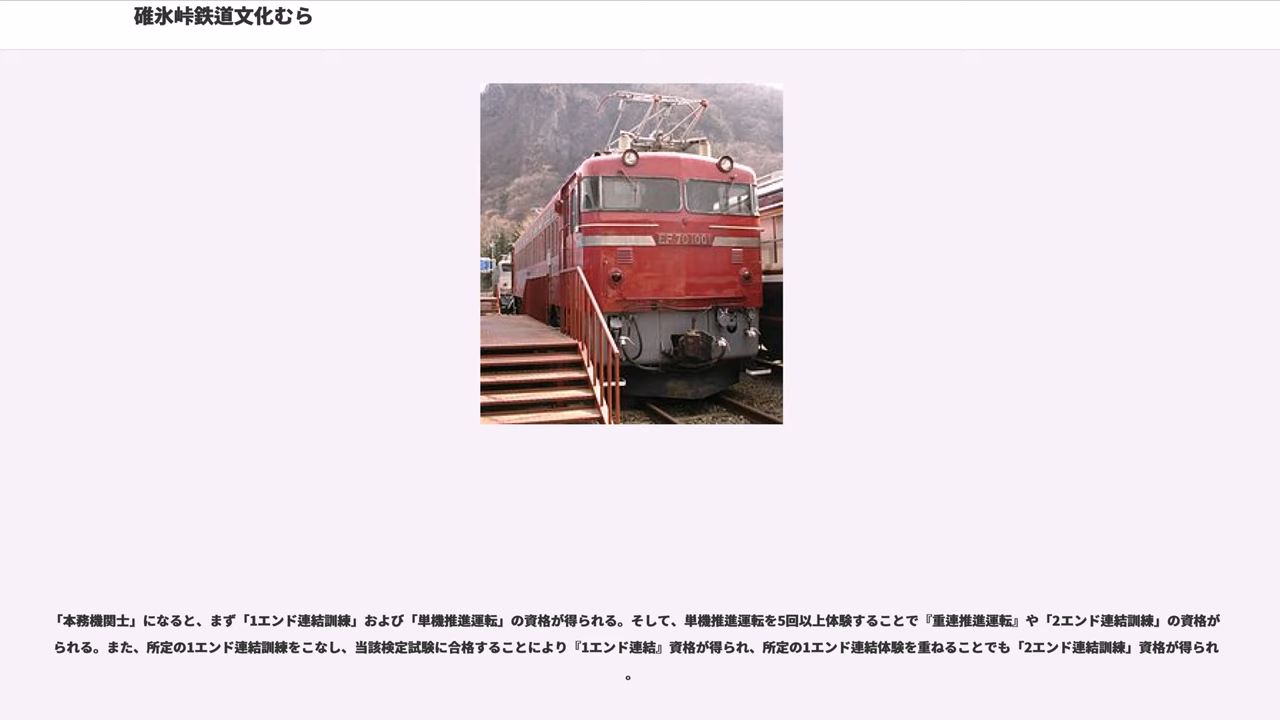 碓氷峠鉄道文化むら
EF 70 1001
「本務機関士」になると、まず「1エンド連結訓練」および「単機推進運転」の資格が得られる。そして、単機推進運転を5回以上体験することで『重連推進運転』や「2エンド連結訓練」の資格が
られる。また、所定の1エンド連結訓練をこなし、当該検定試験に合格することにより『1エンド連結』資格が得られ、所定の1エンド連結体験を重ねることでも「2エンド連結訓練」資格が得られ
。